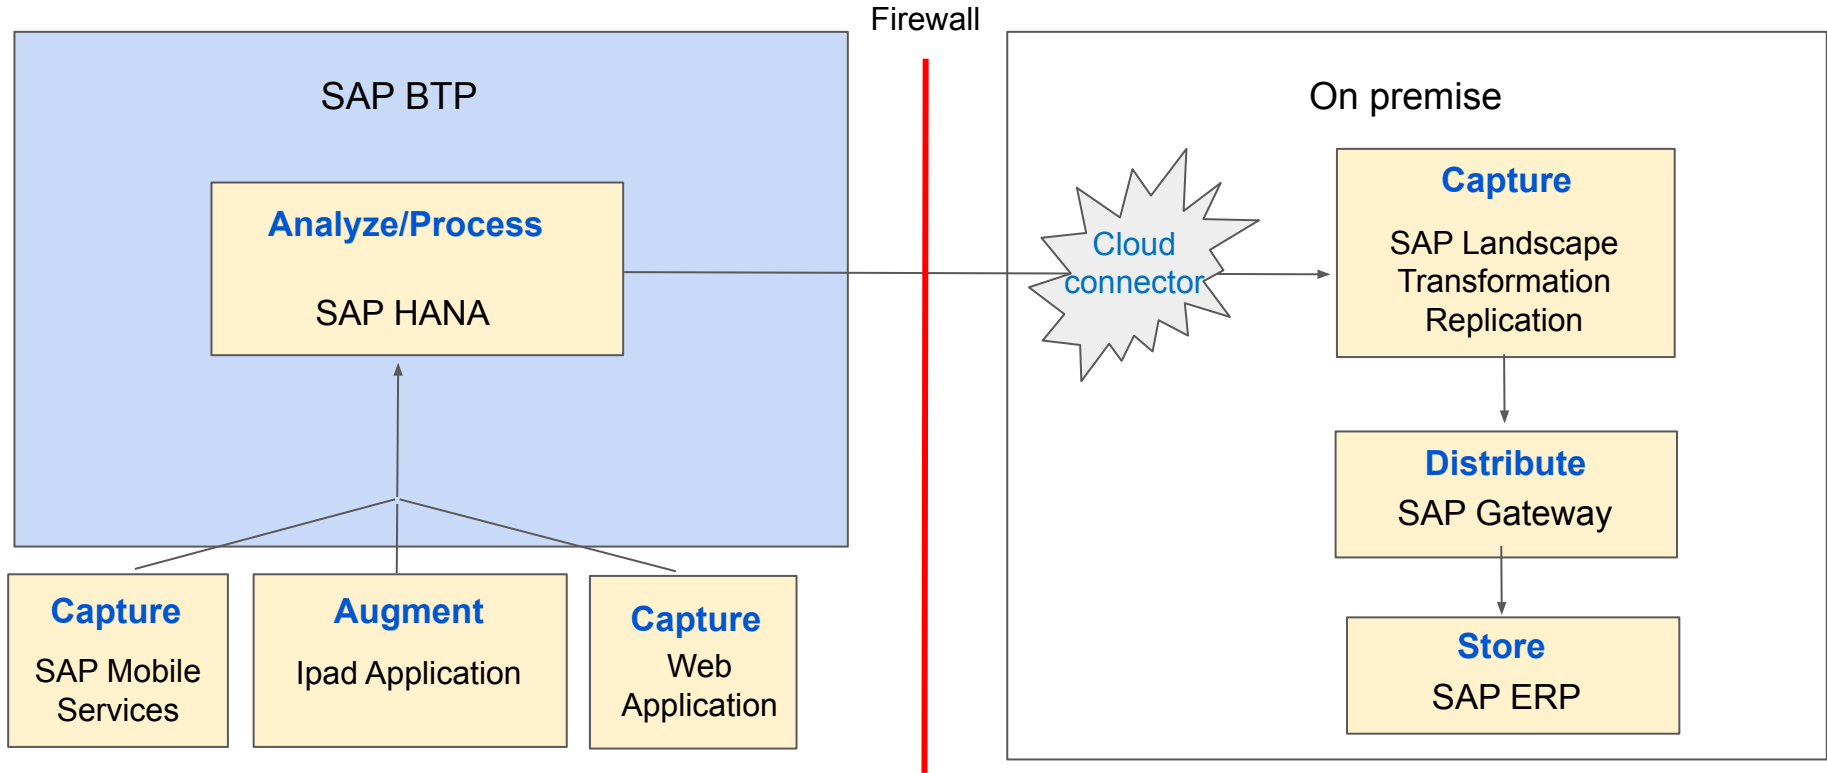 Firewall
SAP BTP
Analyze/Process
SAP HANA
Capture
SAP Mobile
Services
Augment
Ipad Application
Capture
Web
Application
On premise
Cloud
connector
Capture
SAP Landscape
Transformation
Replication
Distribute
SAP Gateway
Store
SAP ERP